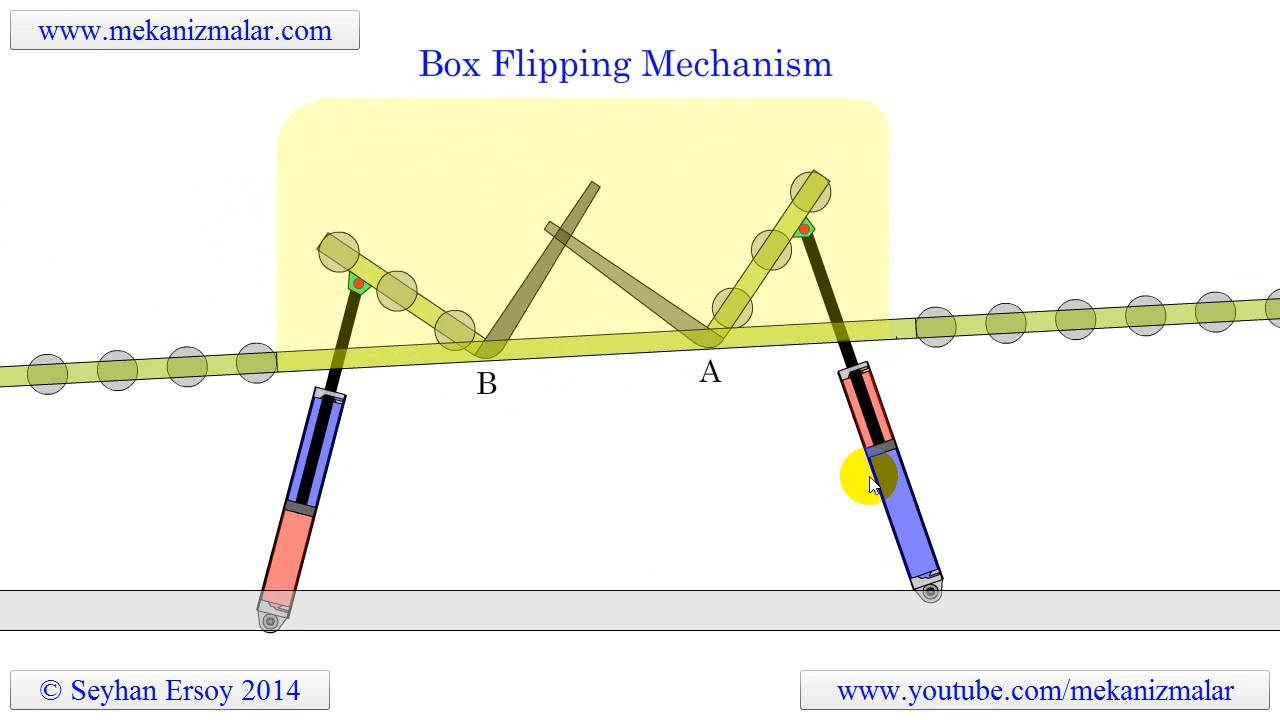 www.mekanizmalar.com
Box Flipping Mechanism
B
A
© Seyhan Ersoy 2014
www.youtube.com/mekanizmalar